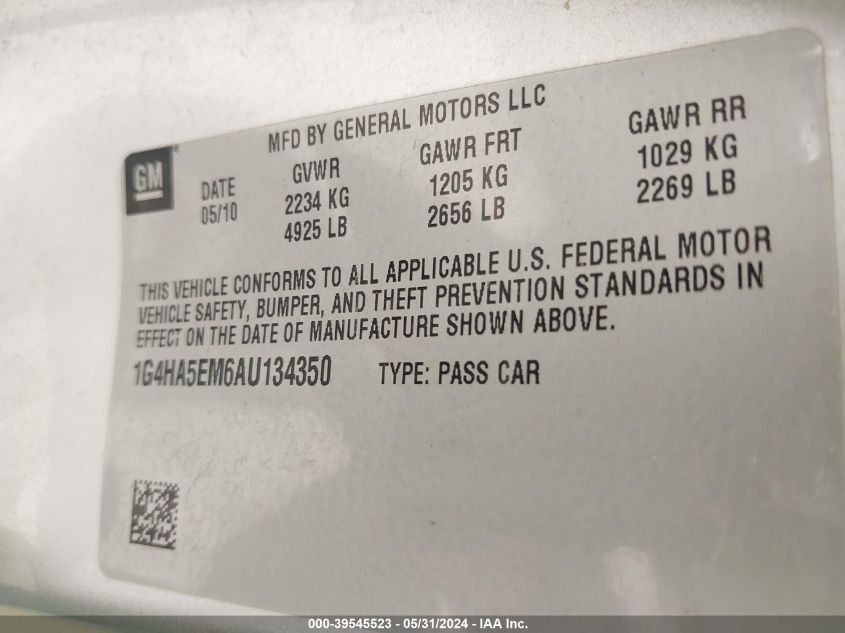 MFD BY GENERAL MOTORS LLC
GM
DATE GVWR GAWR FRT GAWR RR
05/10 2234 KG 1205 KG 1029 KG
4925 LB 2656 LB 2269 LB
THIS VEHICLE CONFORMS TO ALL APPLICABLE U.S. FEDERAL MOTOR
VEHICLE SAFETY, BUMPER, AND THEFT PREVENTION STANDARDS IN
EFFECT ON THE DATE OF MANUFACTURE SHOWN ABOVE.
1G4HA5EM6AU134350 TYPE: PASS CAR
000-39545523 - 05/31/2024 - IAA Inc.